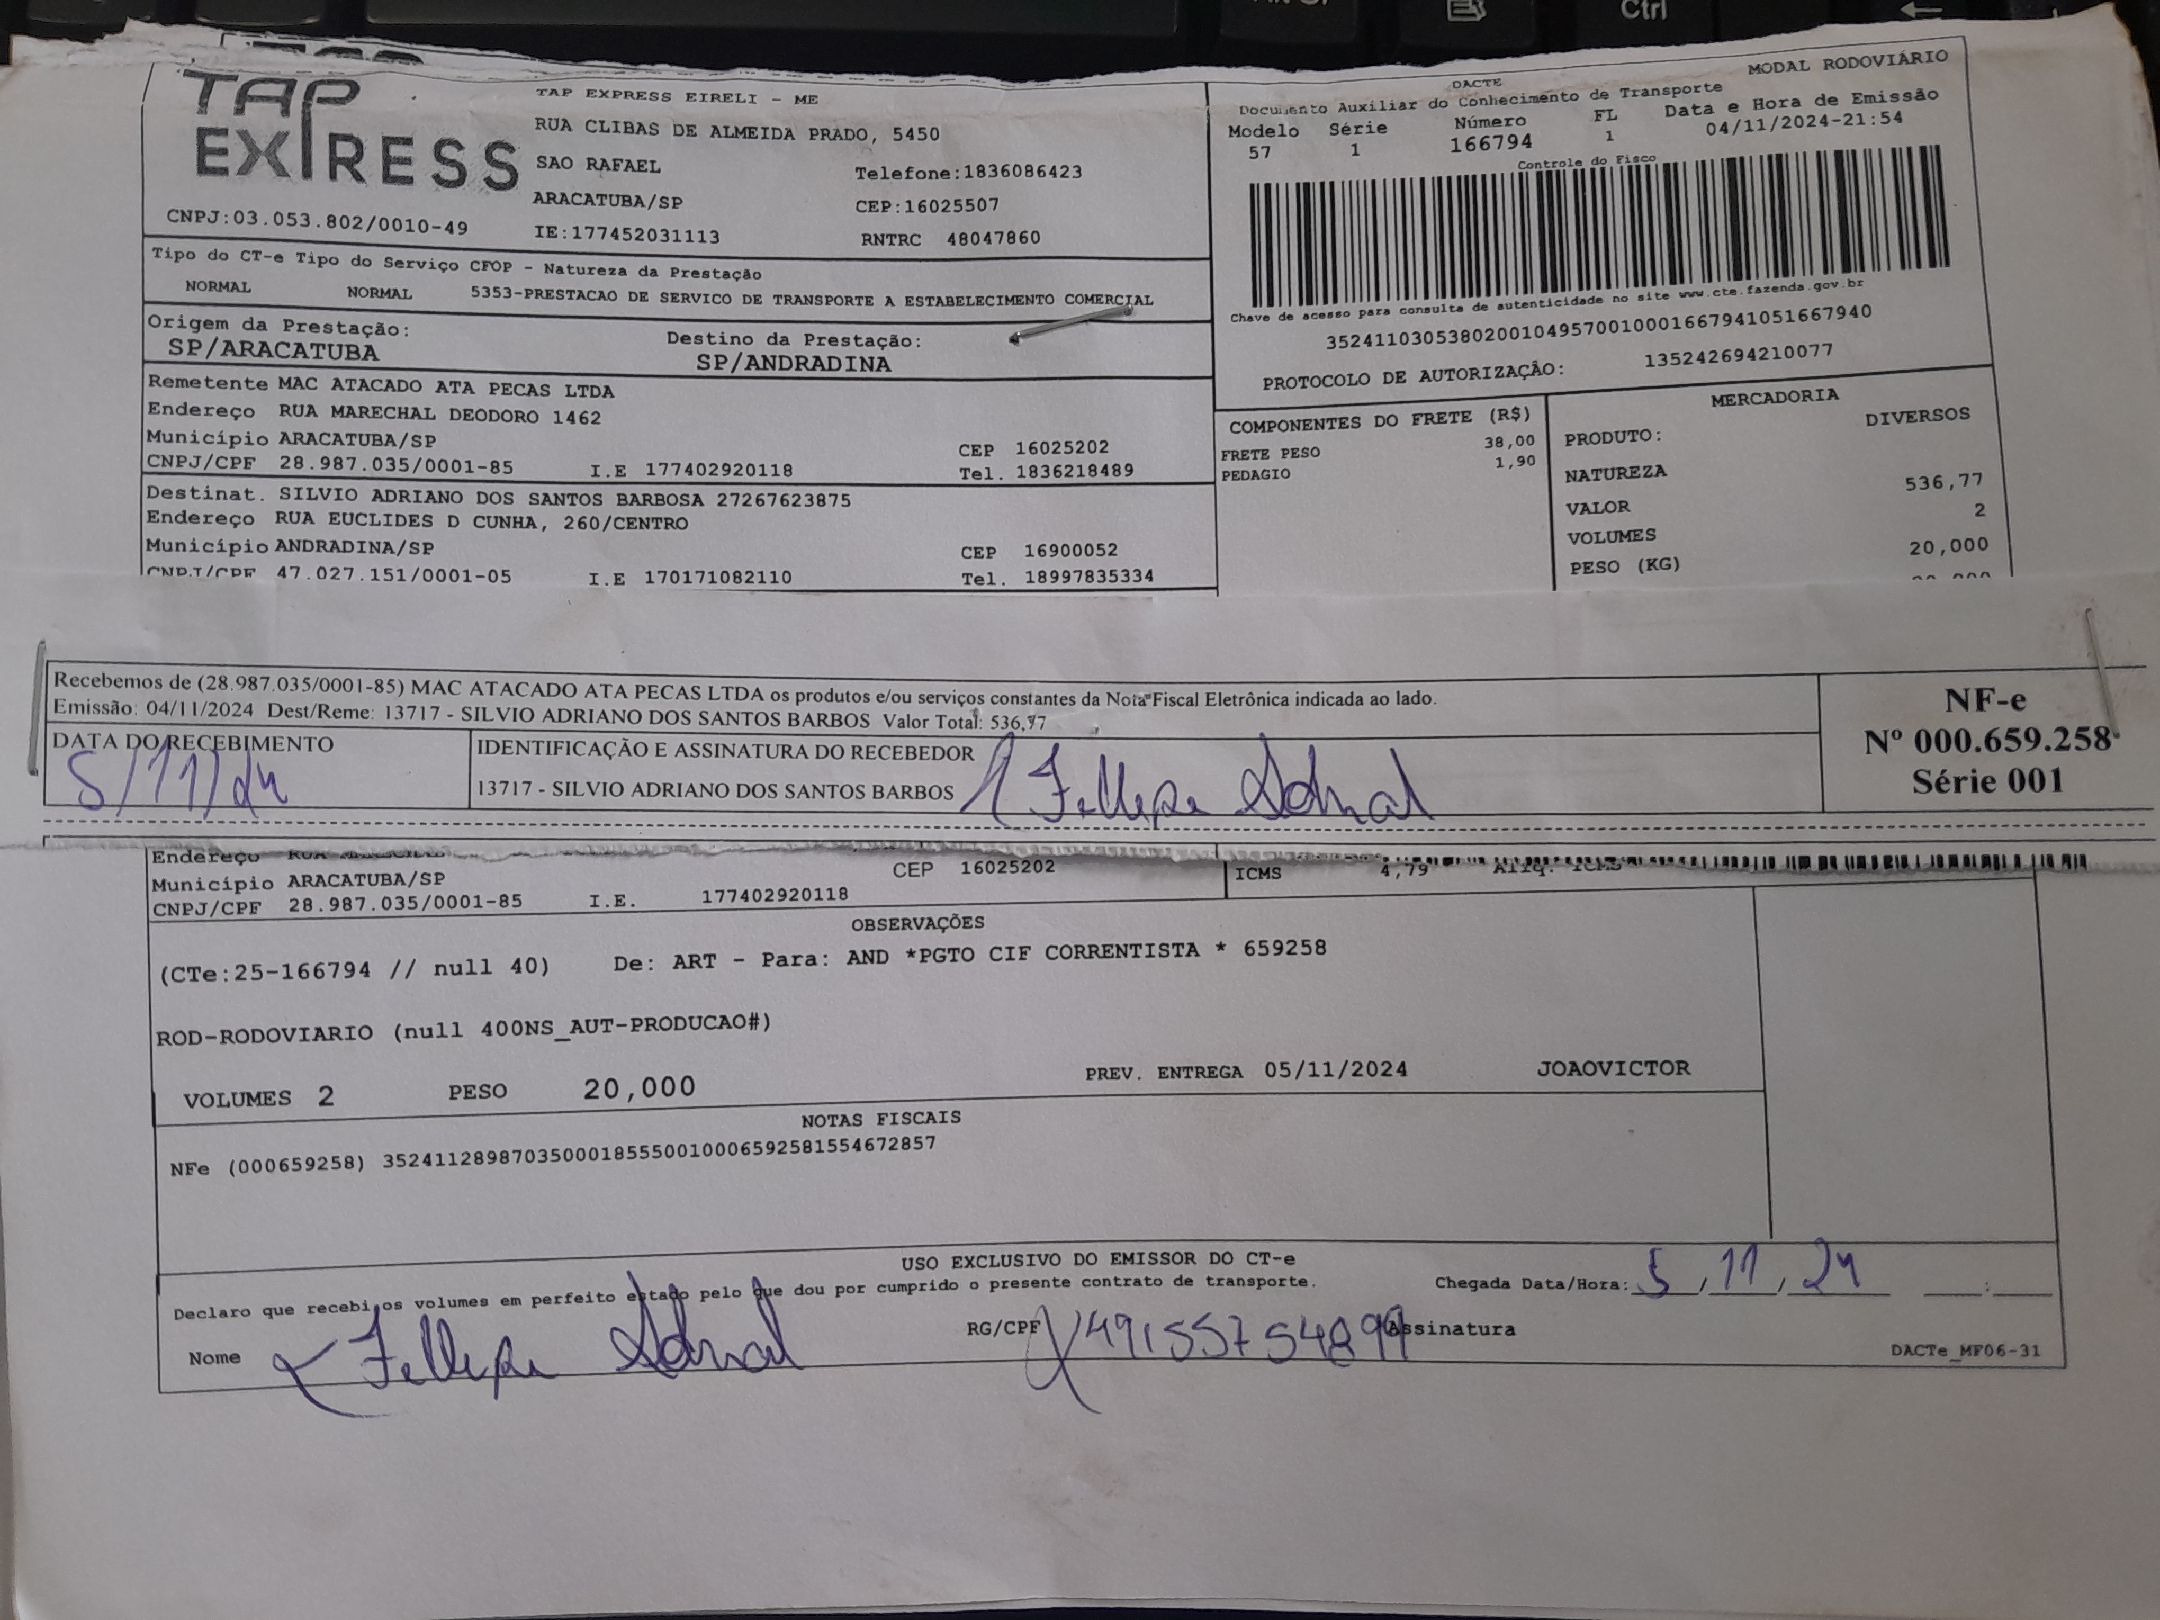 TAP
EXPRESS
CNPJ:03.053.802/0010-49
TAP EXPRESS EIRELI - ME
RUA CLIBAS DE ALMEIDA PRADO, 5450
SAO RAFAEL Telefone:1836086423
ARACATUBA/SP CEP:16025507
IE:177452031113 RNTRC 48047860
DACTE MODAL RODOVIÁRIO
Documento Auxiliar do Conhecimento de Transporte
Modelo Série Número FL Data e Hora de Emissão
57 1 166794 1 04/11/2024-21:54
Controle do Fisco
Chave de acesso para consulta de autenticidade no site www.cte.fazenda.gov.br
35241103053802001049570010001667941051667940
PROTOCOLO DE AUTORIZAÇÃO: 135242694210077
Tipo do CT-e Tipo do Serviço CFOP - Natureza da Prestação
NORMAL NORMAL 5353-PRESTACAO DE SERVICO DE TRANSPORTE A ESTABELECIMENTO COMERCIAL
Origem da Prestação: Destino da Prestação:
SP/ARACATUBA SP/ANDRADINA
Remetente MAC ATACADO ATA PECAS LTDA
Endereço RUA MARECHAL DEODORO 1462
Município ARACATUBA/SP CEP 16025202
CNPJ/CPF 28.987.035/0001-85 I.E 177402920118 Tel. 1836218489
Destinat. SILVIO ADRIANO DOS SANTOS BARBOSA 27267623875
Endereço RUA EUCLIDES D CUNHA, 260/CENTRO
Município ANDRADINA/SP CEP 16900052
CNPJ/CPF 47.027.151/0001-05 I.E 170171082110 Tel. 18997835334
COMPONENTES DO FRETE (R$)
FRETE PESO 38,00
PEDAGIO 1,90
MERCADORIA
PRODUTO: DIVERSOS
NATUREZA
VALOR 536,77
VOLUMES 2
PESO (KG) 20,000
Recebemos de (28.987.035/0001-85) MAC ATACADO ATA PECAS LTDA os produtos e/ou serviços constantes da Nota Fiscal Eletrônica indicada ao lado.
Emissão: 04/11/2024 Dest/Reme: 13717 - SILVIO ADRIANO DOS SANTOS BARBOS Valor Total: 536,77
DATA DO RECEBIMENTO IDENTIFICAÇÃO E ASSINATURA DO RECEBEDOR
5/11/24 13717 - SILVIO ADRIANO DOS SANTOS BARBOS Fellipe
NF-e
Nº 000.659.258
Série 001
Endereço RUA
Município ARACATUBA/SP CEP 16025202
CNPJ/CPF 28.987.035/0001-85 I.E. 177402920118
ICMS 4,79 Aliq. ICMS
OBSERVAÇÕES
(CTe:25-166794 // null 40) De: ART - Para: AND *PGTO CIF CORRENTISTA * 659258
ROD-RODOVIARIO (null 400NS_AUT-PRODUCAO#)
VOLUMES 2 PESO 20,000 PREV. ENTREGA 05/11/2024 JOAOVICTOR
NOTAS FISCAIS
NFe (000659258) 35241128987035000185550010006592581554672857
USO EXCLUSIVO DO EMISSOR DO CT-e
Declaro que recebi os volumes em perfeito estado pelo que dou por cumprido o presente contrato de transporte. Chegada Data/Hora: 5/11/24 :
Nome Fellipe RG/CPF 49155754899 Assinatura
DACTe_MF06-31